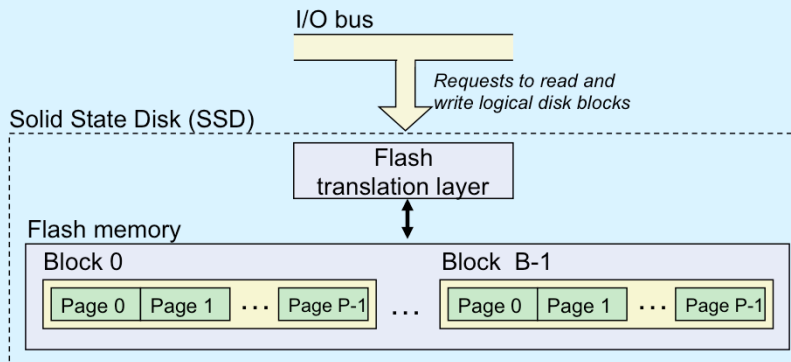 I/O bus
Requests to read and
write logical disk blocks
Solid State Disk (SSD)
Flash
translation layer
Flash memory
Block 0
Block B-1
Page 0 Page 1 ... Page P-1 ... Page 0 Page 1 ... Page P-1